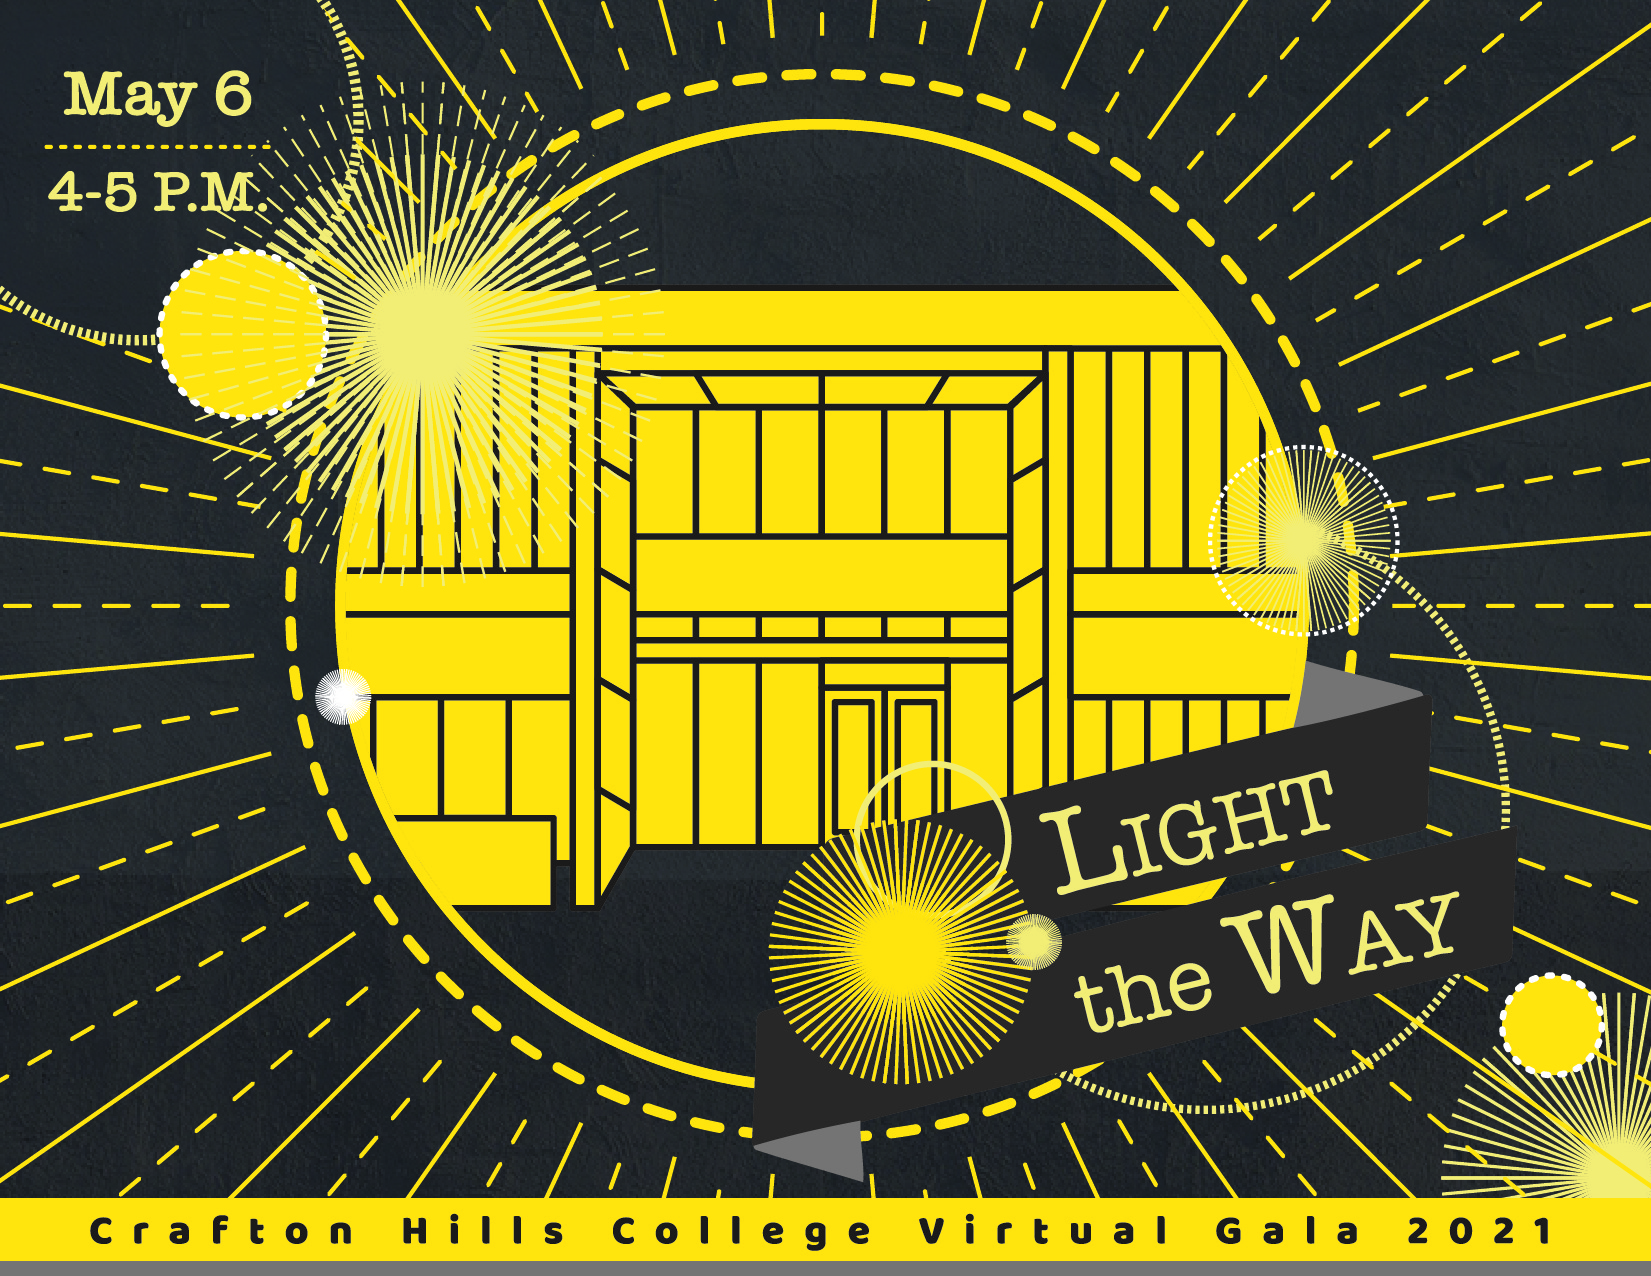 May 6
4-5 P.M.
Light
the Way
Crafton Hills College Virtual Gala 2021